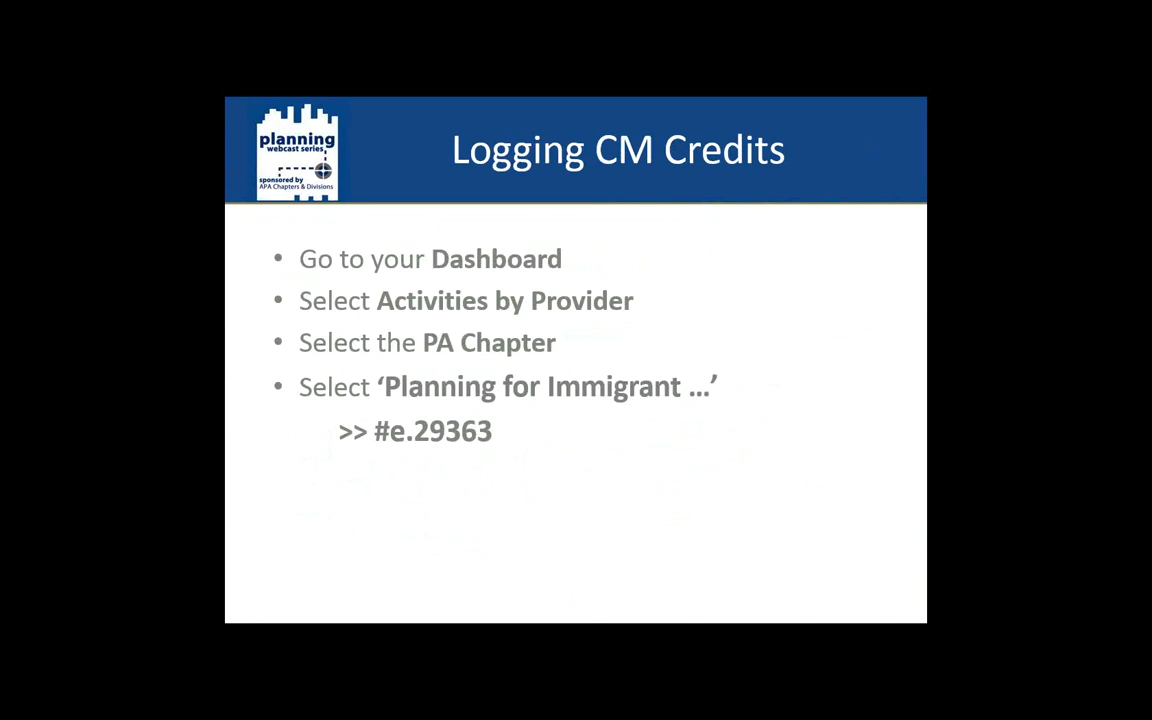 planning
webcast series
sponsored by
APA Chapters & Divisions
Logging CM Credits
• Go to your Dashboard
• Select Activities by Provider
• Select the PA Chapter
• Select ‘Planning for Immigrant ...’
>> #e.29363